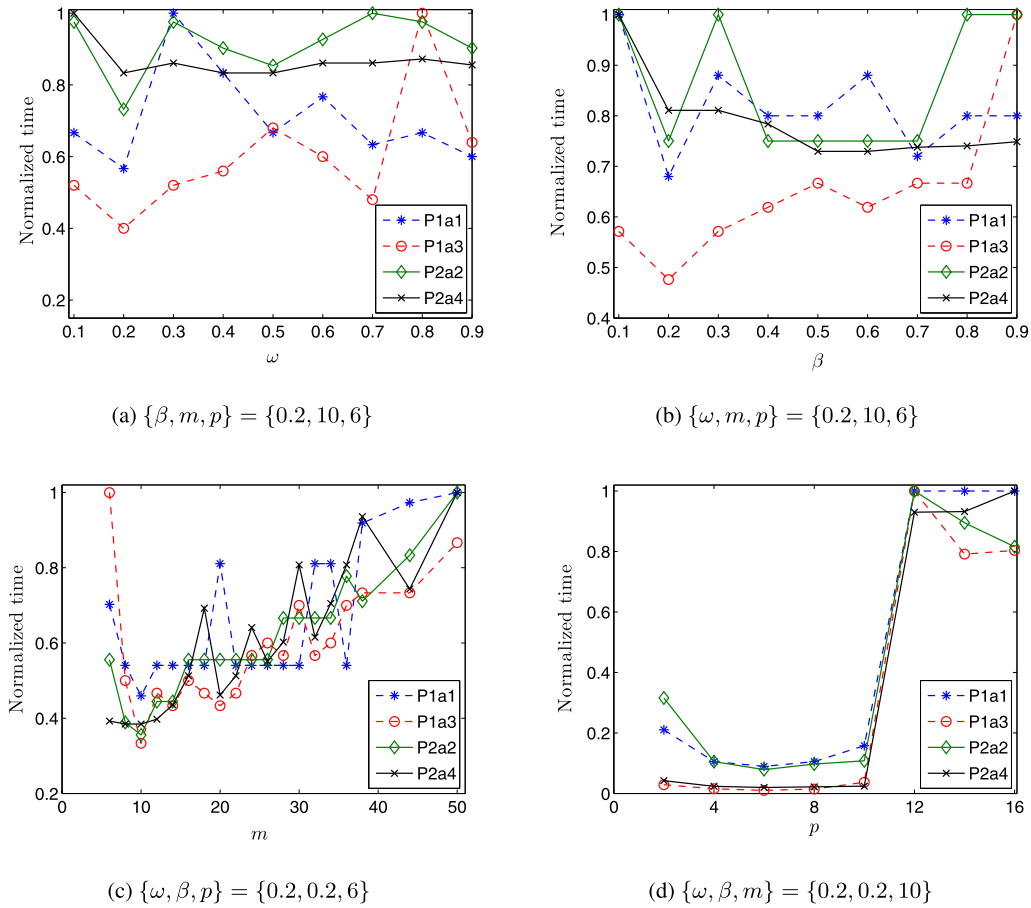 1
0.8
0.6
0.4
0.2
Normalized time
0.1 0.2 0.3 0.4 0.5 0.6 0.7 0.8 0.9
ω
P1a1
P1a3
P2a2
P2a4
(a) {β, m, p} = {0.2, 10, 6}
1
0.9
0.8
0.7
0.6
0.5
0.4
Normalized time
0.1 0.2 0.3 0.4 0.5 0.6 0.7 0.8 0.9
β
P1a1
P1a3
P2a2
P2a4
(b) {ω, m, p} = {0.2, 10, 6}
1
0.8
0.6
0.4
0.2
Normalized time
0 10 20 30 40 50
m
P1a1
P1a3
P2a2
P2a4
(c) {ω, β, p} = {0.2, 0.2, 6}
1
0.8
0.6
0.4
0.2
0
Normalized time
0 4 8 12 16
p
P1a1
P1a3
P2a2
P2a4
(d) {ω, β, m} = {0.2, 0.2, 10}